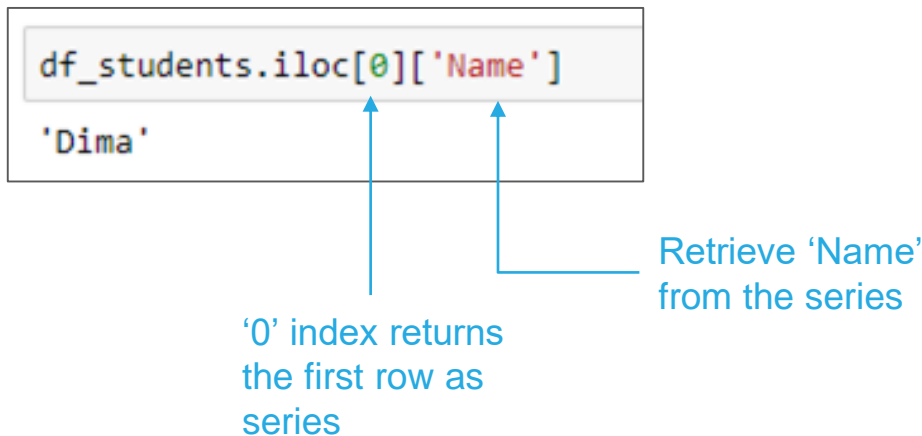 df_students.iloc[0]['Name']
'Dima'
Retrieve ‘Name’
from the series
‘0’ index returns
the first row as
series